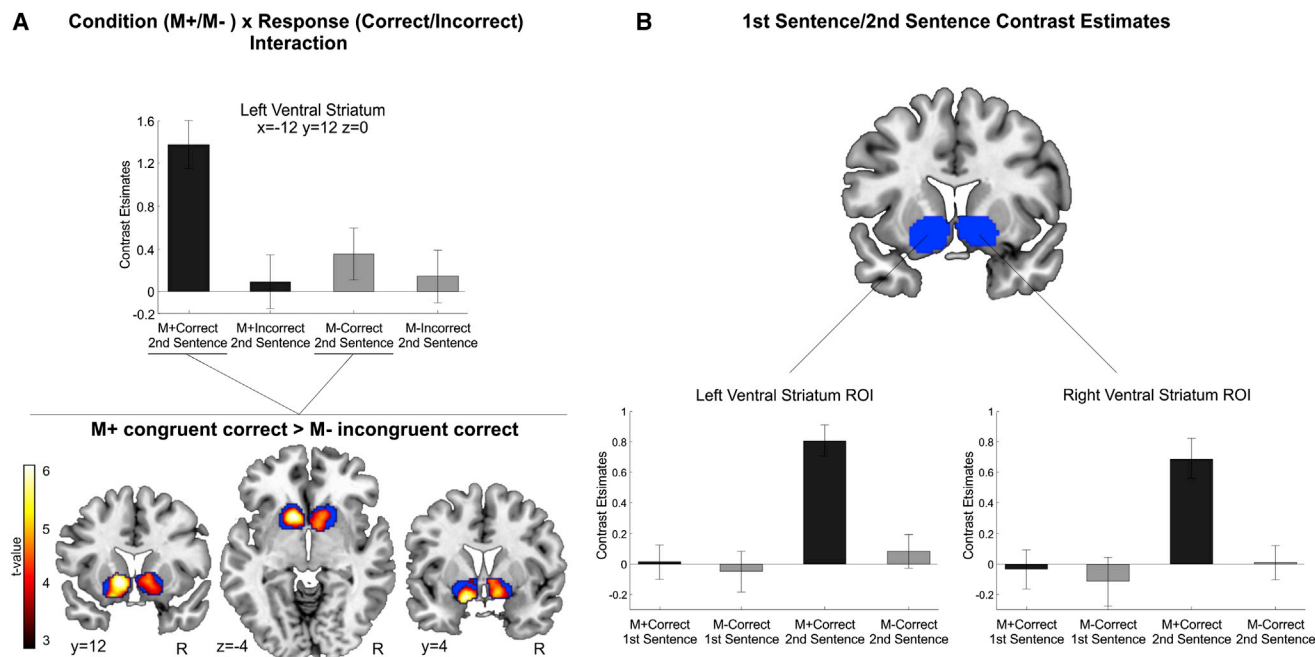 A
Condition (M+/M- ) x Response (Correct/Incorrect)
Interaction
Left Ventral Striatum
x=-12 y=12 z=0
Contrast Etsimates
1.6
1.2
0.8
0.4
0
-0.2
M+Correct M+Incorrect M-Correct M-Incorrect
2nd Sentence 2nd Sentence 2nd Sentence 2nd Sentence
M+ congruent correct > M- incongruent correct
t-value
6
5
4
3
y=12 R
z=-4 R
y=4 R
B
1st Sentence/2nd Sentence Contrast Estimates
Left Ventral Striatum ROI
Contrast Etsimates
1
0.8
0.6
0.4
0.2
0
-0.2
M+Correct M-Correct M+Correct M-Correct
1st Sentence 1st Sentence 2nd Sentence 2nd Sentence
Right Ventral Striatum ROI
Contrast Etsimates
1
0.8
0.6
0.4
0.2
0
-0.2
M+Correct M-Correct M+Correct M-Correct
1st Sentence 1st Sentence 2nd Sentence 2nd Sentence